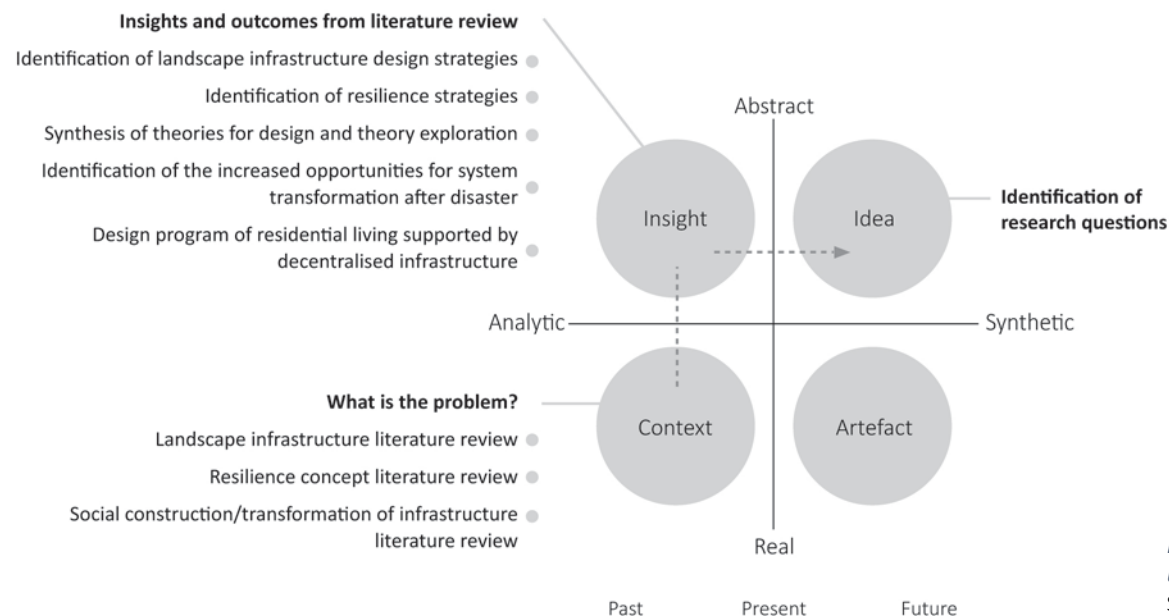 Insights and outcomes from literature review
Identification of landscape infrastructure design strategies
Identification of resilience strategies
Synthesis of theories for design and theory exploration
Identification of the increased opportunities for system
transformation after disaster
Design program of residential living supported by
decentralised infrastructure
Abstract
Insight
Idea
Identification of
research questions
Analytic
Synthetic
What is the problem?
Landscape infrastructure literature review
Resilience concept literature review
Social construction/transformation of infrastructure
literature review
Context
Artefact
Real
Past
Present
Future